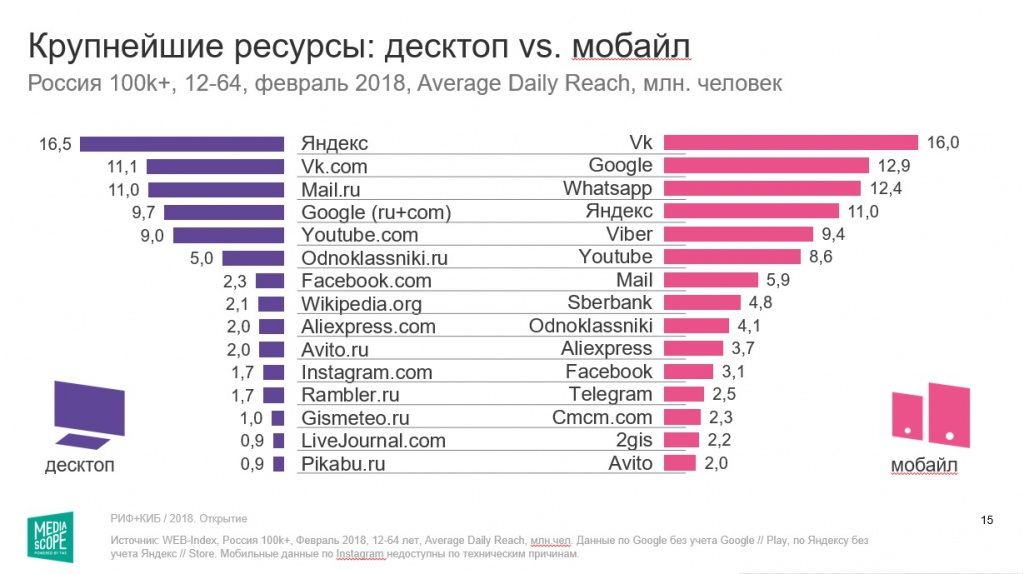 Крупнейшие ресурсы: десктоп vs. мобайл
Россия 100k+, 12-64, февраль 2018, Average Daily Reach, млн. человек
16,5 Яндекс Vk 16,0
11,1 Vk.com Google 12,9
11,0 Mail.ru Whatsapp 12,4
9,7 Google (ru+com) Яндекс 11,0
9,0 Youtube.com Viber 9,4
5,0 Odnoklassniki.ru Youtube 8,6
2,3 Facebook.com Mail 5,9
2,1 Wikipedia.org Sberbank 4,8
2,0 Aliexpress.com Odnoklassniki 4,1
2,0 Avito.ru Aliexpress 3,7
1,7 Instagram.com Facebook 3,1
1,7 Rambler.ru Telegram 2,5
1,0 Gismeteo.ru Cmcm.com 2,3
0,9 LiveJournal.com 2gis 2,2
0,9 Pikabu.ru Avito 2,0
десктоп мобайл
MEDIA
SCOPE
POWERED BY TNS
РИФ+КИБ / 2018. Открытие
15
Источник: WEB-Index, Россия 100k+, Февраль 2018, 12-64 лет, Average Daily Reach, млн.чел. Данные по Google без учета Google // Play, по Яндексу без
учета Яндекс // Store. Мобильные данные по Instagram недоступны по техническим причинам.